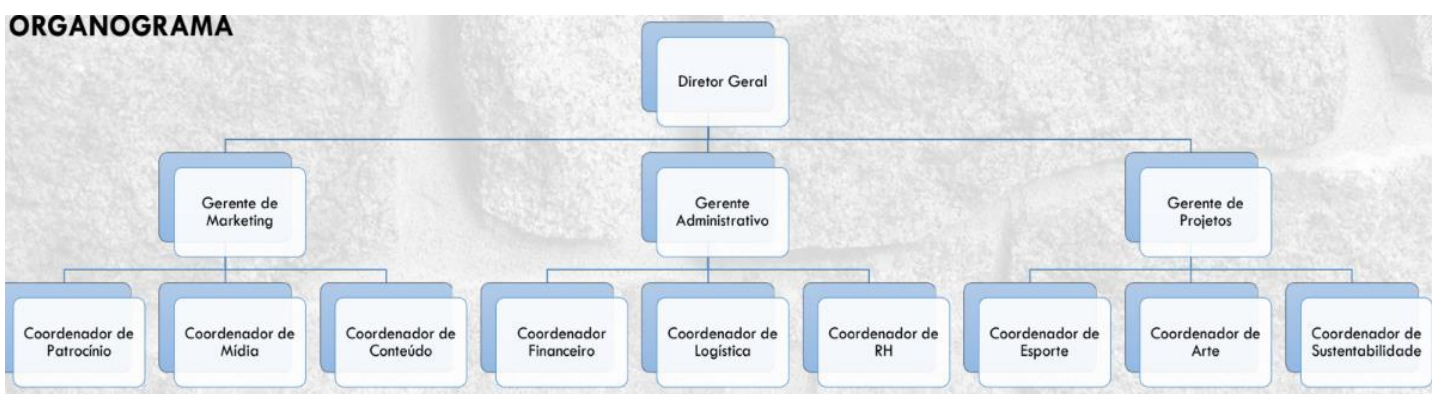 ORGANOGRAMA
Diretor Geral
Gerente de
Marketing
Gerente
Administrativo
Gerente de
Projetos
Coordenador de
Patrocínio
Coordenador de
Mídia
Coordenador de
Conteúdo
Coordenador
Financeiro
Coordenador de
Logística
Coordenador de
RH
Coordenador de
Esporte
Coordenador de
Arte
Coordenador de
Sustentabilidade